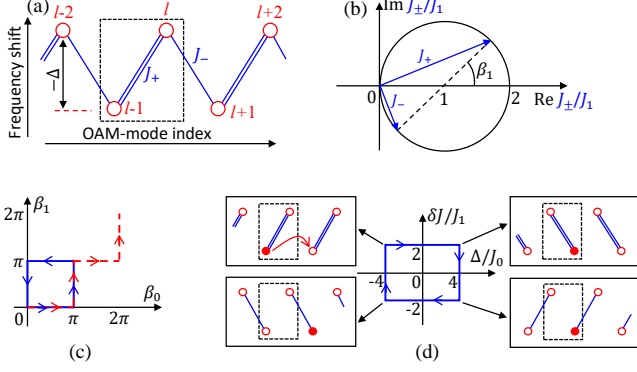 (a)
l-2
l
l+2
Frequency shift
−Δ
J₊
J₋
l-1
l+1
OAM-mode index
(b)
Im J±/J₁
J₊
β₁
J₋
0
1
2
Re J±/J₁
β₁
2π
π
0
π
2π
β₀
(c)
(d)
δJ/J₁
2
Δ/J₀
-4
0
4
-2